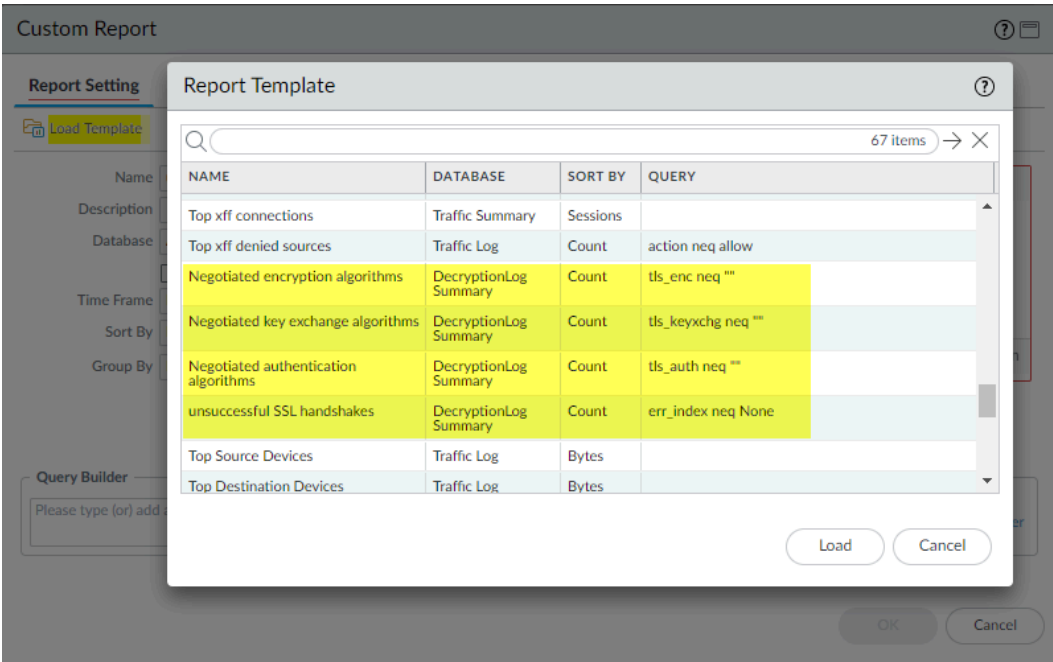 Custom Report
Report Setting
Load Template
Name
Description
Database
Time Frame
Sort By
Group By
Query Builder
Please type (or) add a
Report Template
67 items
NAME DATABASE SORT BY QUERY
Top xff connections Traffic Summary Sessions
Top xff denied sources Traffic Log Count action neq allow
Negotiated encryption algorithms DecryptionLog Count tls_enc neq ""
Summary
Negotiated key exchange algorithms DecryptionLog Count tls_keyxchg neq ""
Summary
Negotiated authentication DecryptionLog Count tls_auth neq ""
algorithms Summary
unsuccessful SSL handshakes DecryptionLog Count err_index neq None
Summary
Top Source Devices Traffic Log Bytes
Top Destination Devices Traffic Log Bytes
Load Cancel
OK Cancel